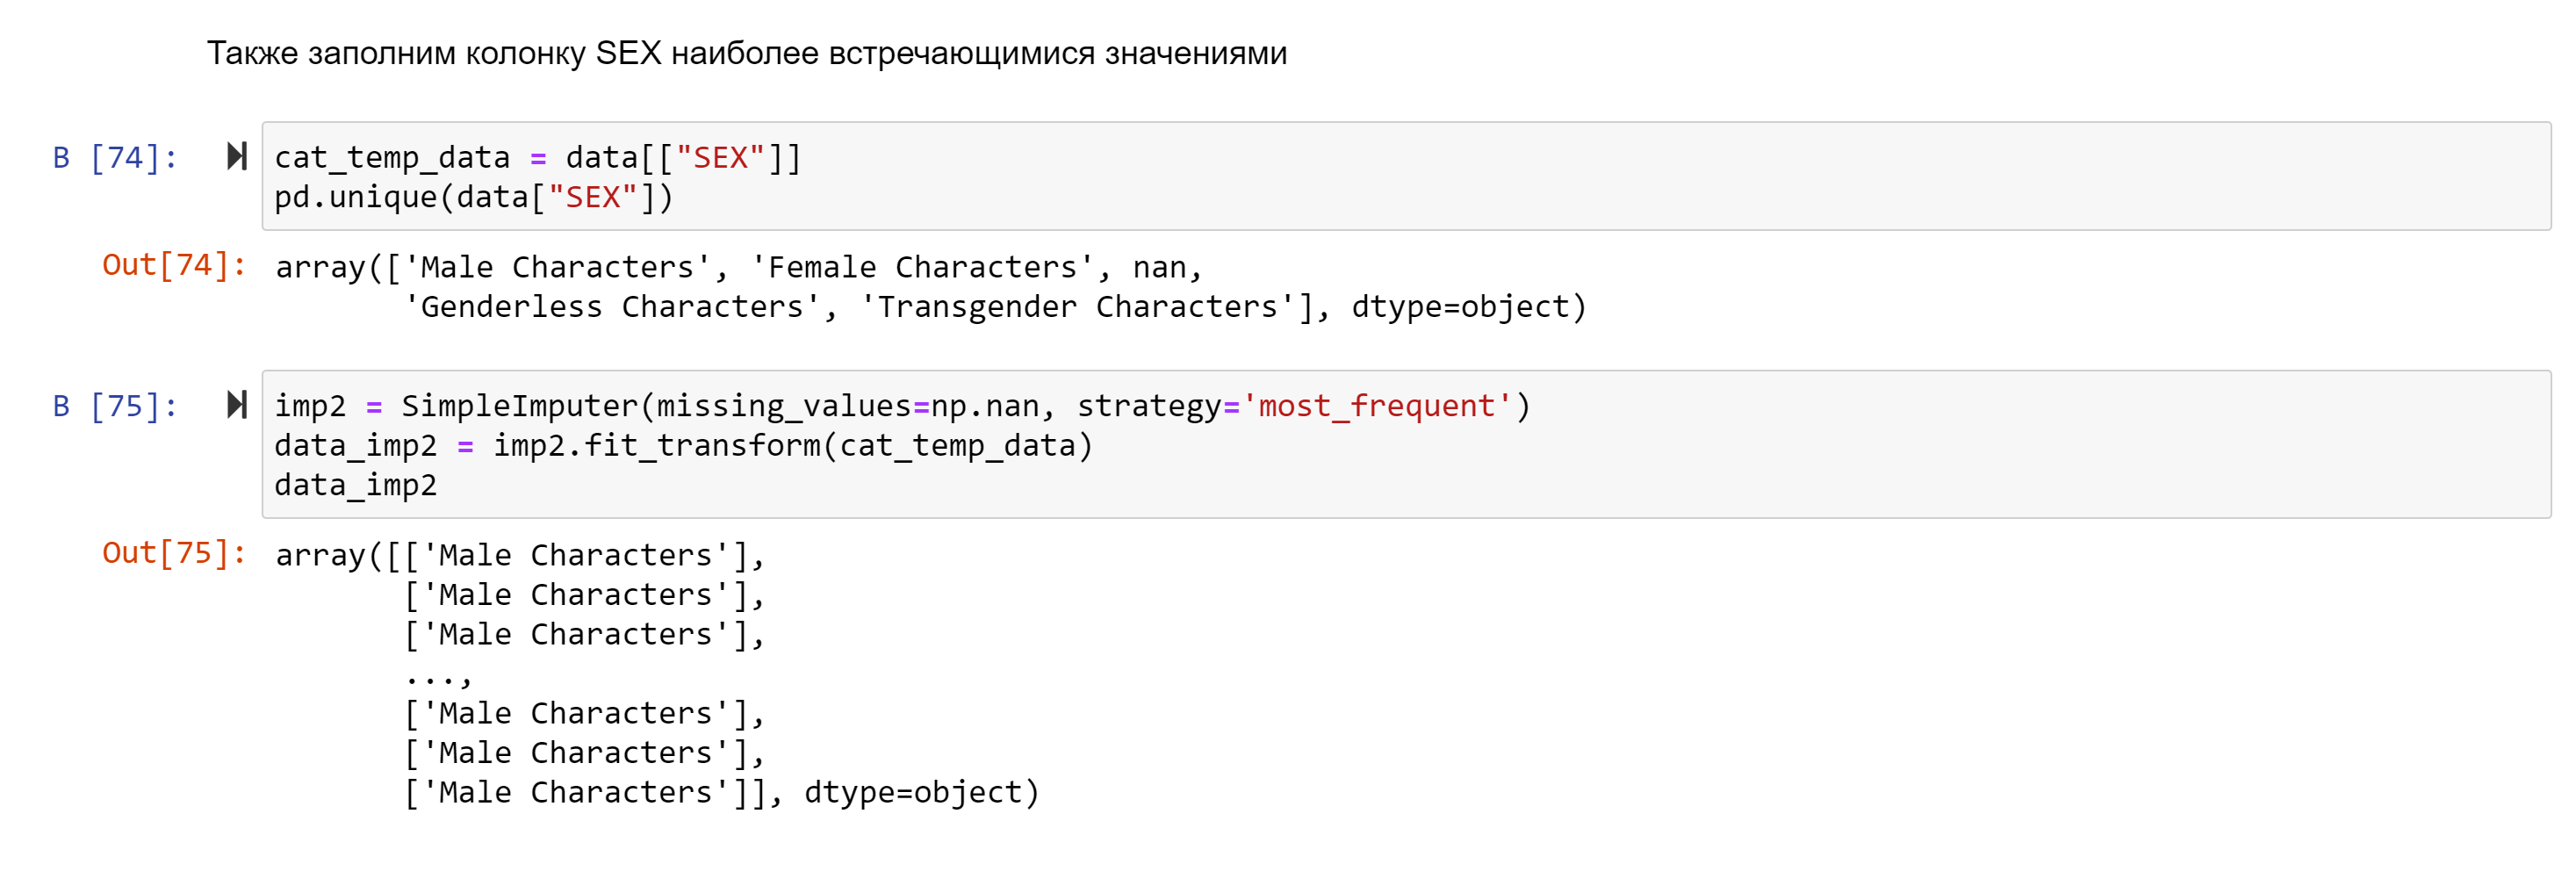 Также заполним колонку SEX наиболее встречающимися значениями
В [74]: cat_temp_data = data[["SEX"]]
pd.unique(data["SEX"])
Out[74]: array(['Male Characters', 'Female Characters', nan,
'Genderless Characters', 'Transgender Characters'], dtype=object)
В [75]: imp2 = SimpleImputer(missing_values=np.nan, strategy='most_frequent')
data_imp2 = imp2.fit_transform(cat_temp_data)
data_imp2
Out[75]: array([['Male Characters'],
['Male Characters'],
['Male Characters'],
...,
['Male Characters'],
['Male Characters'],
['Male Characters']], dtype=object)